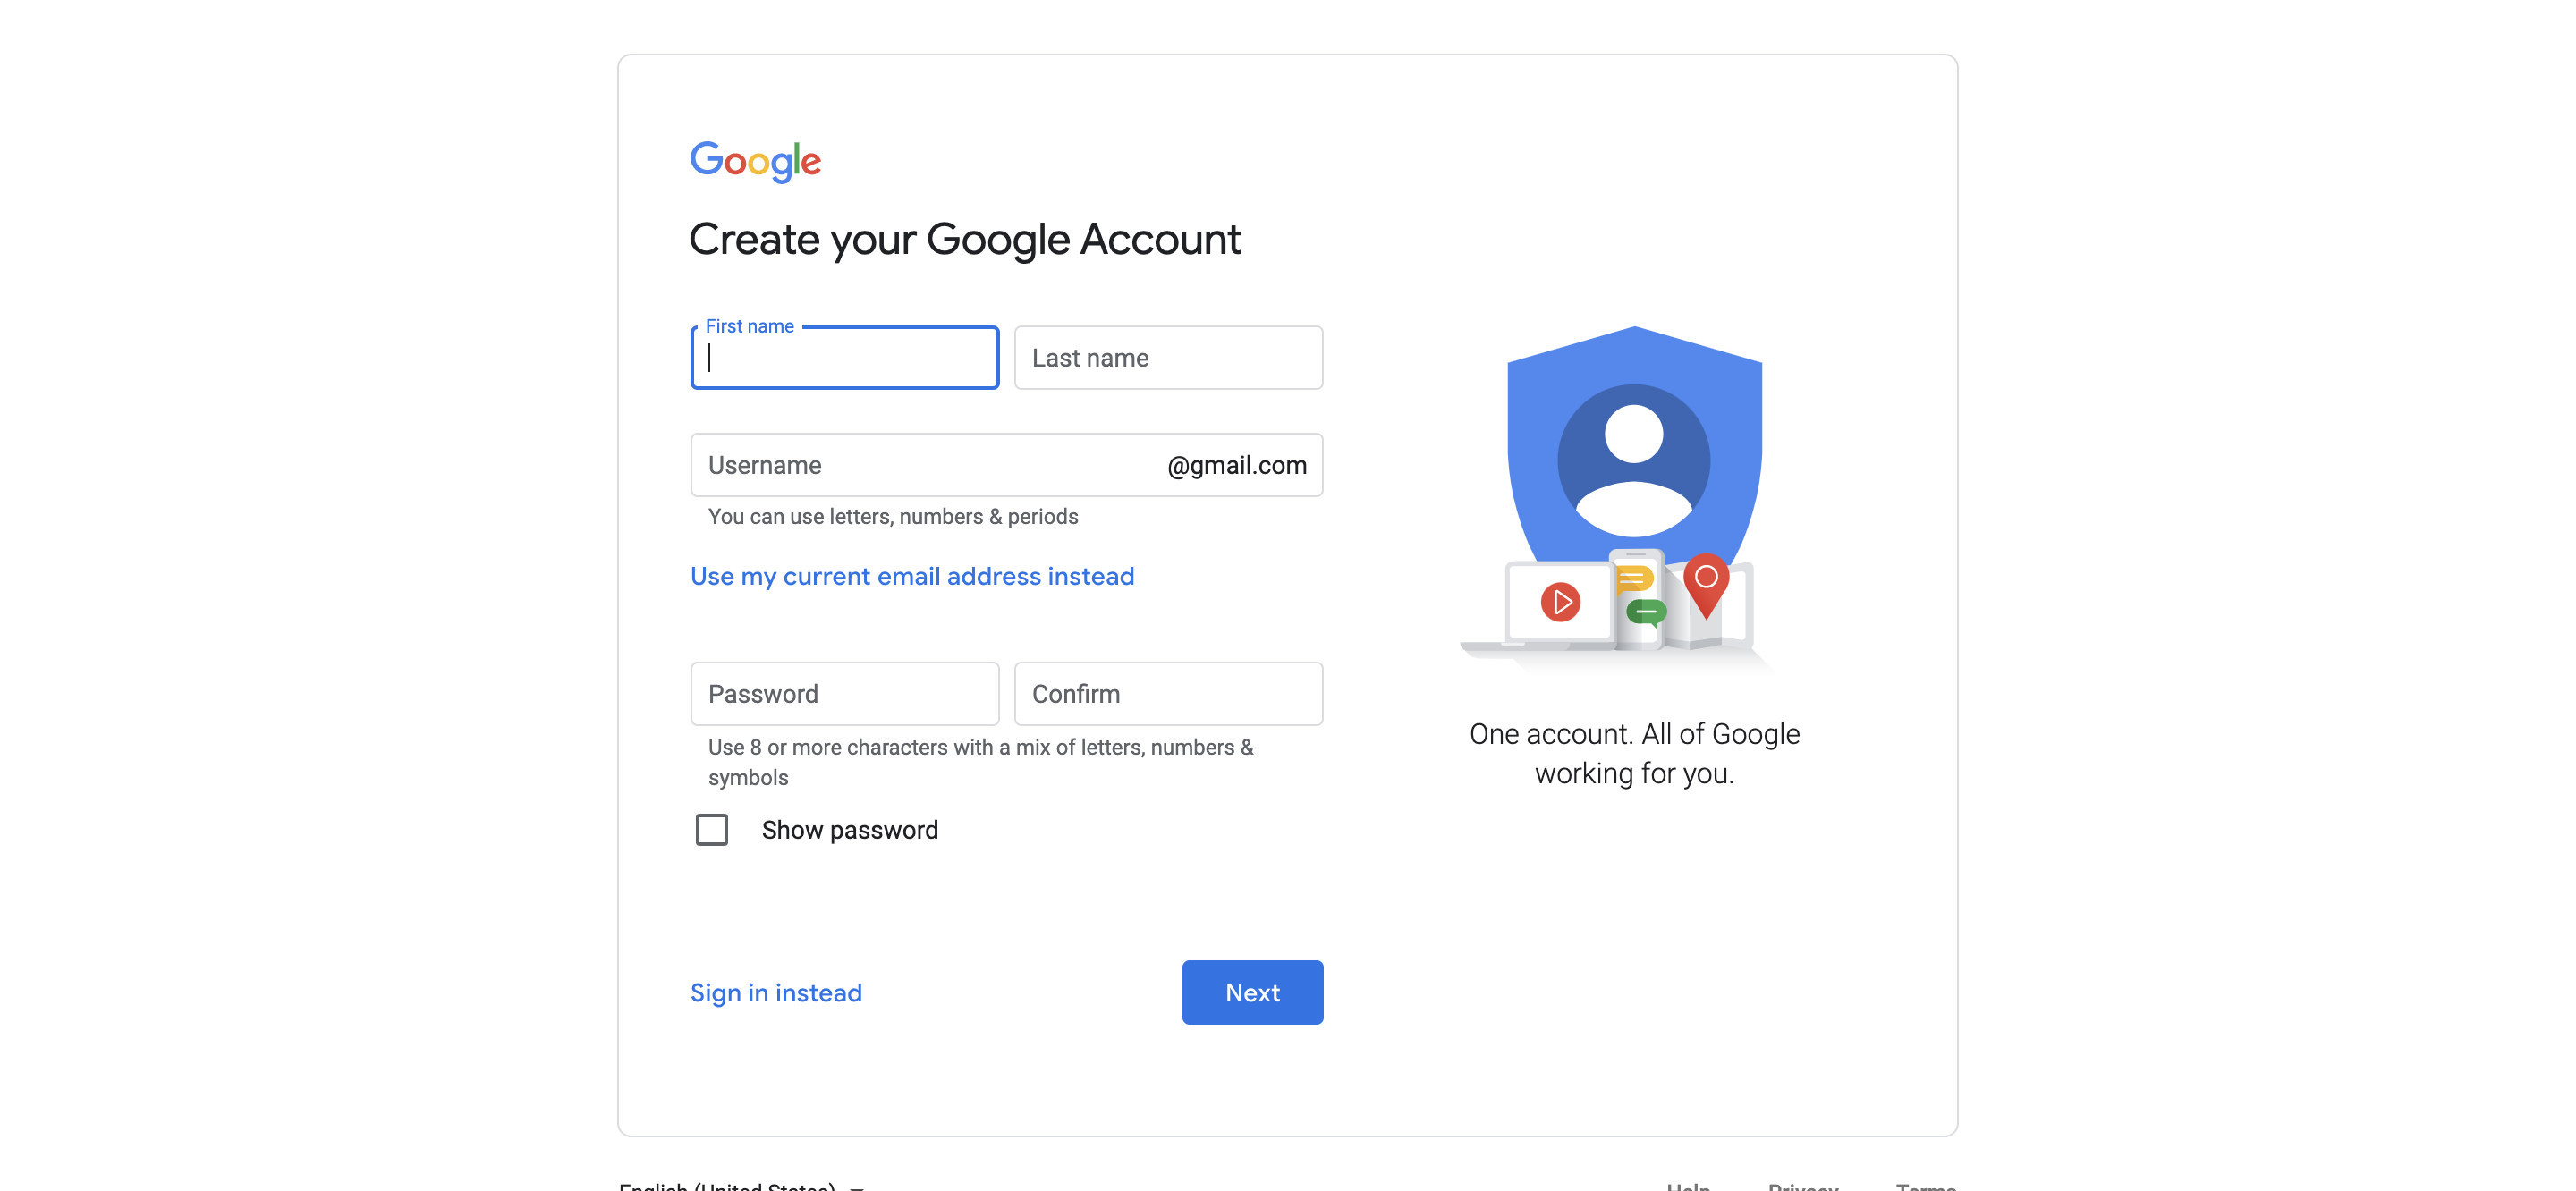 Google
Create your Google Account
First name
Last name
Username
@gmail.com
You can use letters, numbers & periods
Use my current email address instead
Password
Confirm
Use 8 or more characters with a mix of letters, numbers &
symbols
Show password
Sign in instead
Next
One account. All of Google
working for you.
English (United States)
Help
Privacy
Terms